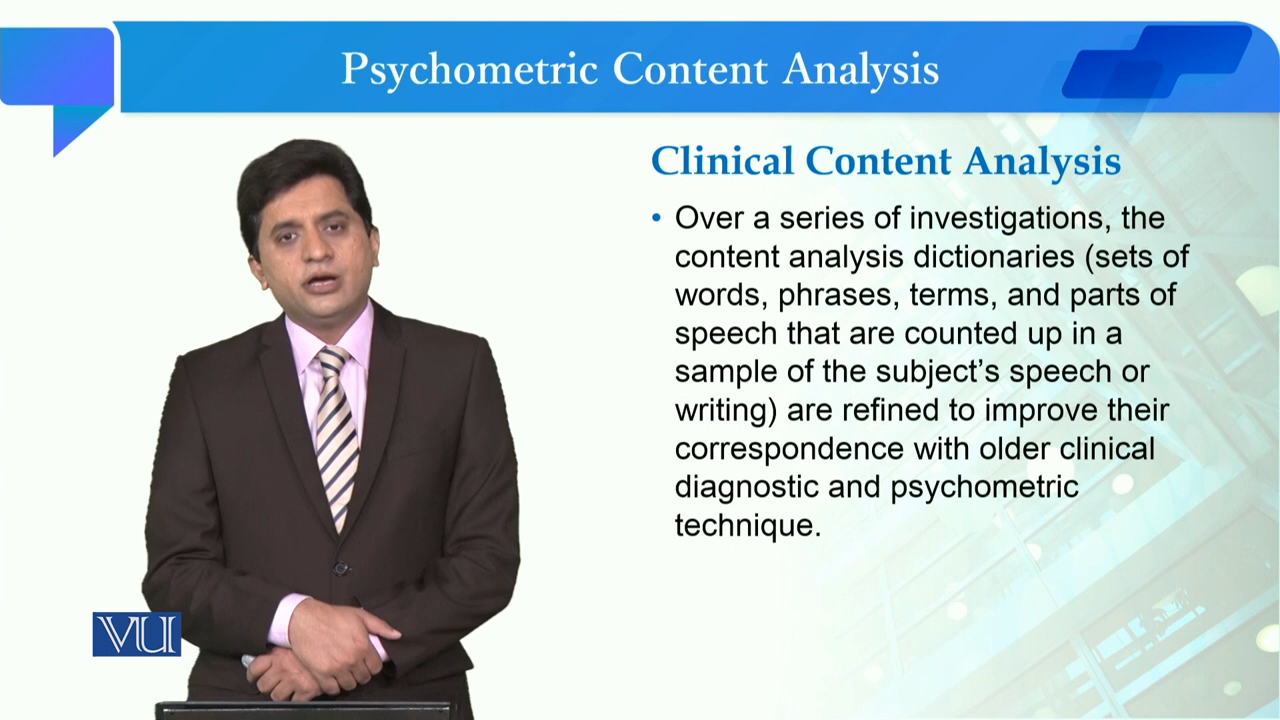 Psychometric Content Analysis
Clinical Content Analysis
• Over a series of investigations, the
content analysis dictionaries (sets of
words, phrases, terms, and parts of
speech that are counted up in a
sample of the subject’s speech or
writing) are refined to improve their
correspondence with older clinical
diagnostic and psychometric
technique.
VU